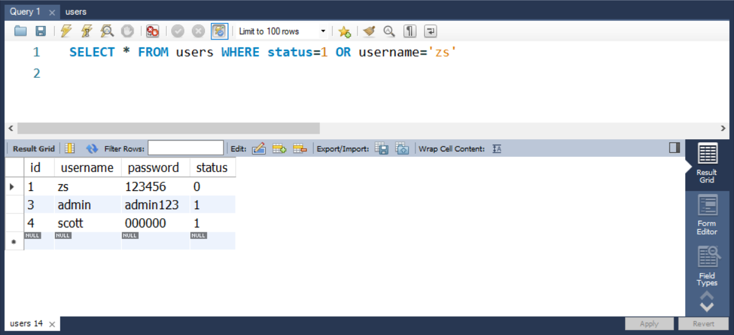 Query 1 users
Limit to 100 rows
1 SELECT * FROM users WHERE status=1 OR username='zs'
2
Result Grid Filter Rows: Edit: Export/Import: Wrap Cell Content:
id username password status
1 zs 123456 0
3 admin admin123 1
4 scott 000000 1
NULL NULL NULL NULL
Result
Grid
Form
Editor
Field
Types
users 14
Apply Revert